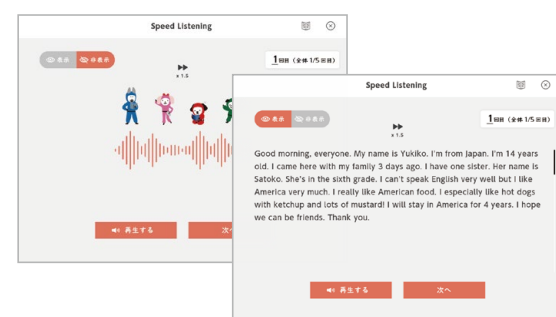 Speed Listening
表示 非表示
x 1.5
1回目 (全体 1/5 回目)
再生する
次へ
Speed Listening
表示 非表示
x 1.5
1回目 (全体 1/5 回目)
Good morning, everyone. My name is Yukiko. I'm from Japan. I'm 14 years
old. I came here with my family 3 days ago. I have one sister. Her name is
Satoko. She's in the sixth grade. I can't speak English very well but I like
America very much. I really like American food. I especially like hot dogs
with ketchup and lots of mustard! I will stay in America for 4 years. I hope
we can be friends. Thank you.
再生する
次へ